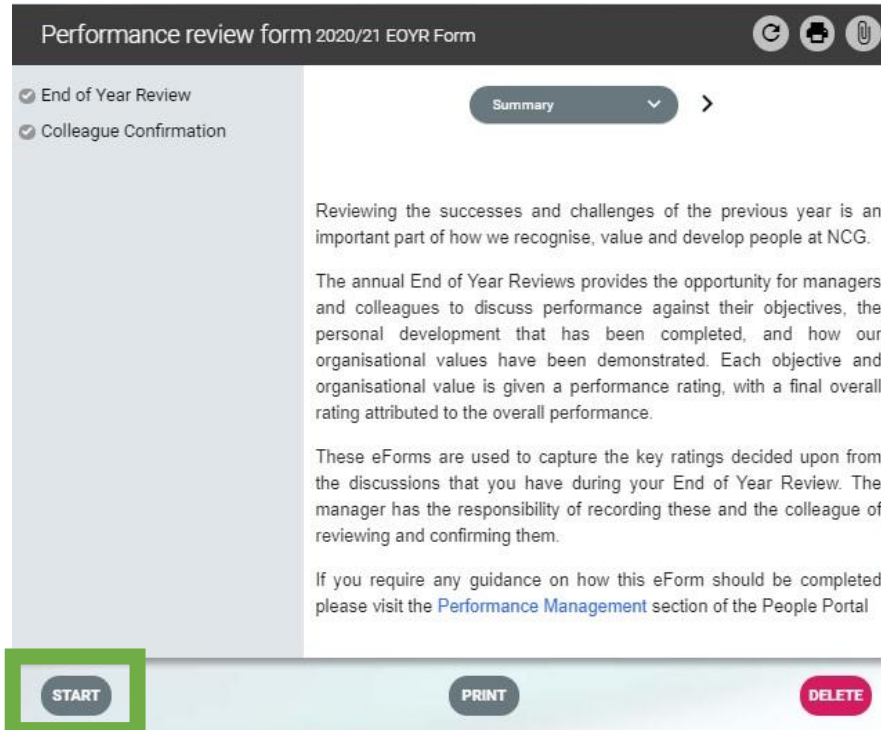 Performance review form 2020/21 EOYR Form
End of Year Review
Colleague Confirmation
Summary
Reviewing the successes and challenges of the previous year is an
important part of how we recognise, value and develop people at NCG.
The annual End of Year Reviews provides the opportunity for managers
and colleagues to discuss performance against their objectives, the
personal development that has been completed, and how our
organisational values have been demonstrated. Each objective and
organisational value is given a performance rating, with a final overall
rating attributed to the overall performance.
These eForms are used to capture the key ratings decided upon from
the discussions that you have during your End of Year Review. The
manager has the responsibility of recording these and the colleague of
reviewing and confirming them.
If you require any guidance on how this eForm should be completed
please visit the Performance Management section of the People Portal
START
PRINT
DELETE